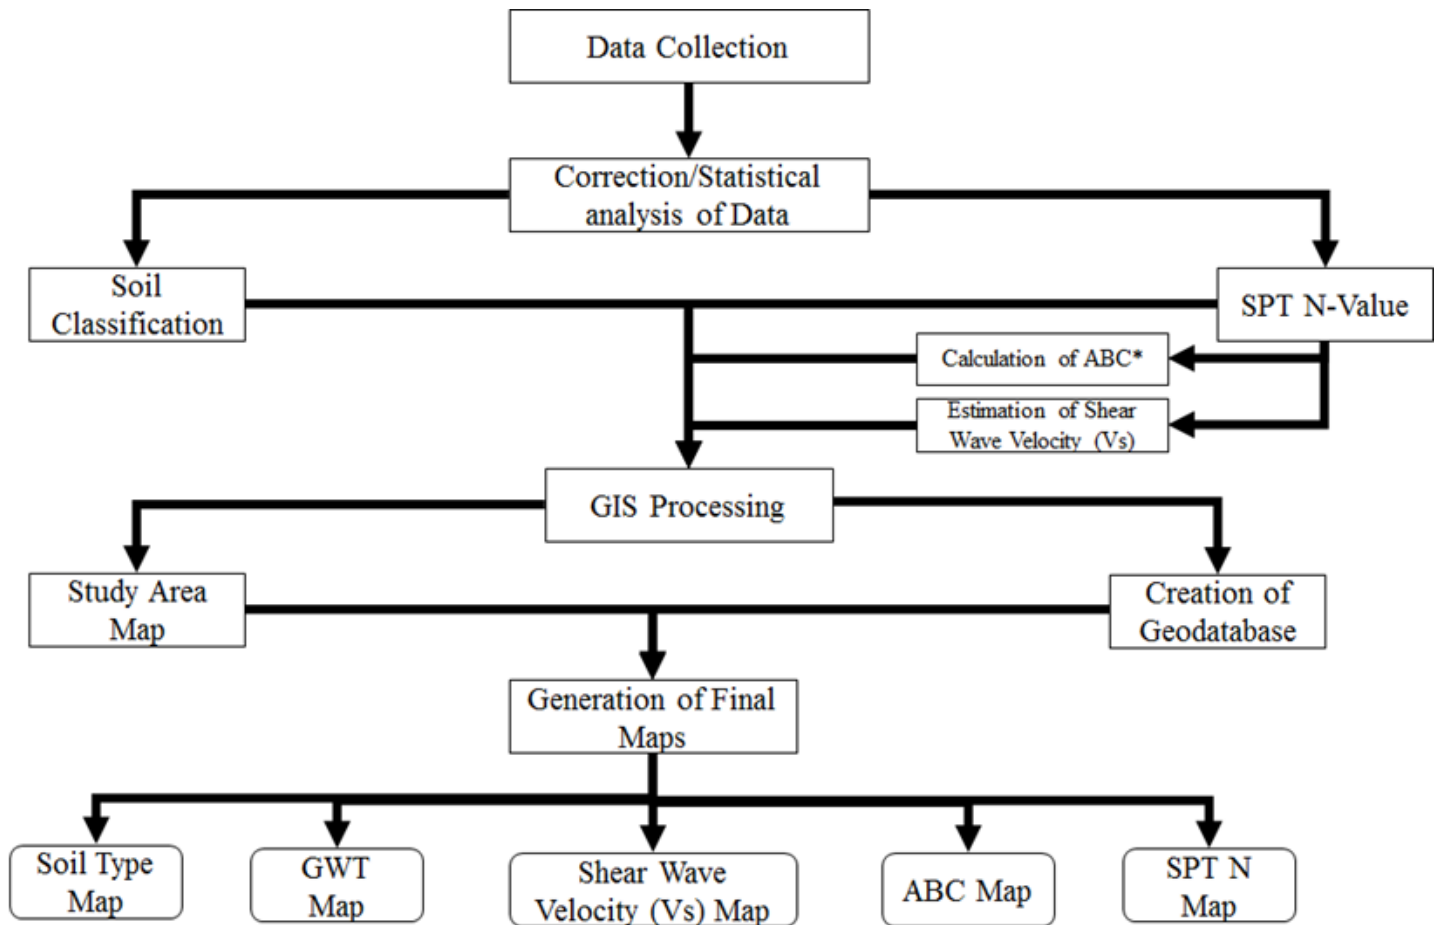 Data Collection
Correction/Statistical
analysis of Data
Soil
Classification
SPT N-Value
Calculation of ABC*
Estimation of Shear
Wave Velocity (Vs)
GIS Processing
Study Area
Map
Creation of
Geodatabase
Generation of Final
Maps
Soil Type
Map
GWT
Map
Shear Wave
Velocity (Vs) Map
ABC Map
SPT N
Map